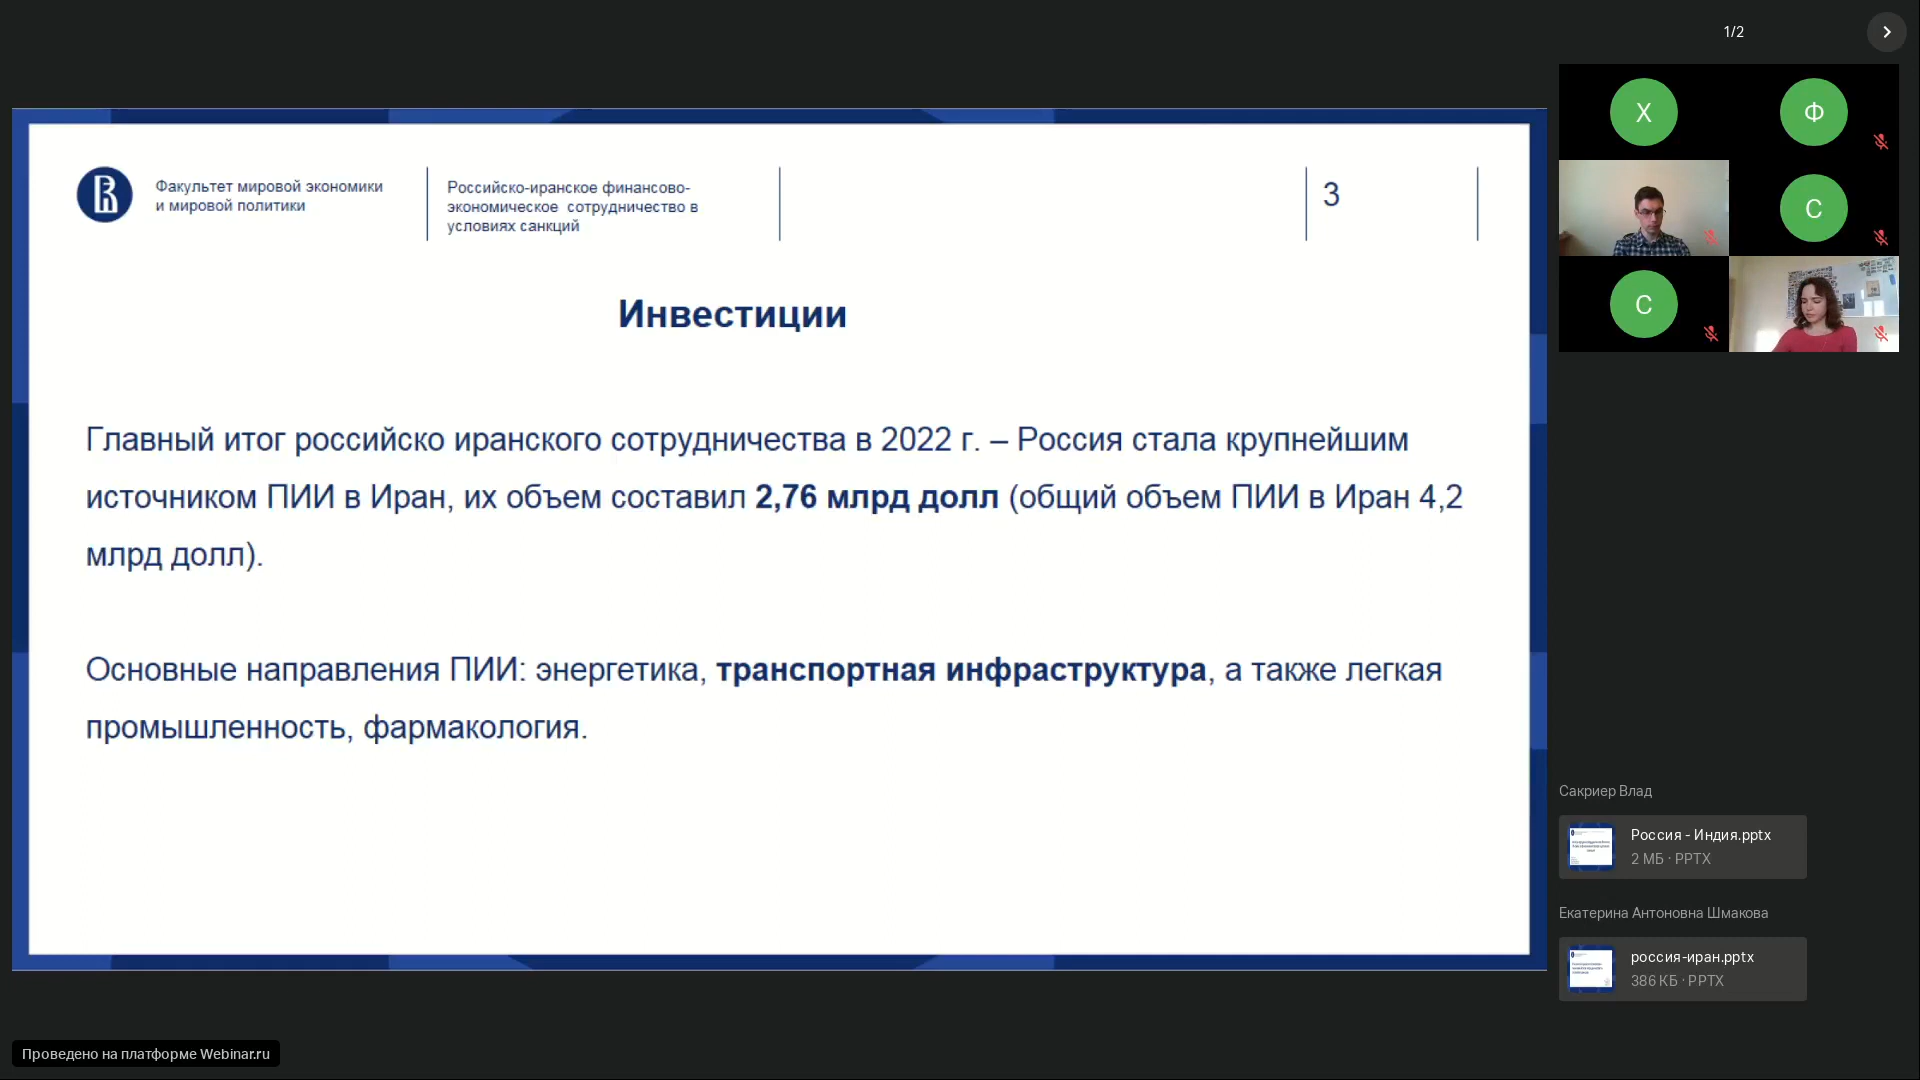 1/2
Факультет мировой экономики
и мировой политики
Российско-иранское финансово-
экономическое сотрудничество в
условиях санкций
3
Инвестиции
Главный итог российско иранского сотрудничества в 2022 г. – Россия стала крупнейшим
источником ПИИ в Иран, их объем составил 2,76 млрд долл (общий объем ПИИ в Иран 4,2
млрд долл).
Основные направления ПИИ: энергетика, транспортная инфраструктура, а также легкая
промышленность, фармакология.
Х
Ф
С
С
Сакриер Влад
Россия - Индия.pptx
2 МБ · PPTX
Екатерина Антоновна Шмакова
россия-иран.pptx
386 КБ · PPTX
Проведено на платформе Webinar.ru